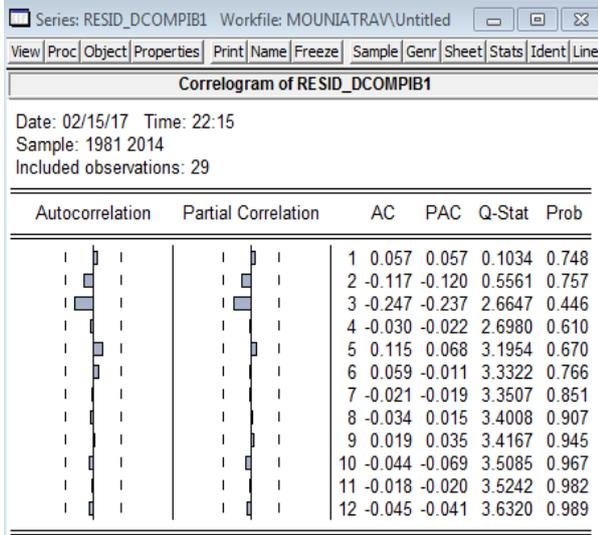 Series: RESID_DCOMPIB1 Workfile: MOUNIATRAV\Untitled
View Proc Object Properties Print Name Freeze Sample Genr Sheet Stats Ident Line
Correlogram of RESID_DCOMPIB1
Date: 02/15/17 Time: 22:15
Sample: 1981 2014
Included observations: 29
Autocorrelation Partial Correlation AC PAC Q-Stat Prob
1 0.057 0.057 0.1034 0.748
2 -0.117 -0.120 0.5561 0.757
3 -0.247 -0.237 2.6647 0.446
4 -0.030 -0.022 2.6980 0.610
5 0.115 0.068 3.1954 0.670
6 0.059 -0.011 3.3322 0.766
7 -0.021 -0.019 3.3507 0.851
8 -0.034 0.015 3.4008 0.907
9 0.019 0.035 3.4167 0.945
10 -0.044 -0.069 3.5085 0.967
11 -0.018 -0.020 3.5242 0.982
12 -0.045 -0.041 3.6320 0.989